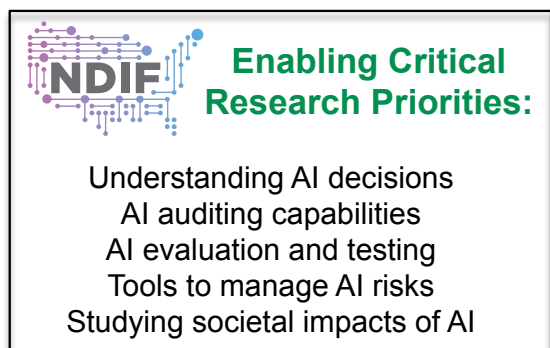 NDIF
Enabling Critical
Research Priorities:
Understanding AI decisions
AI auditing capabilities
AI evaluation and testing
Tools to manage AI risks
Studying societal impacts of AI